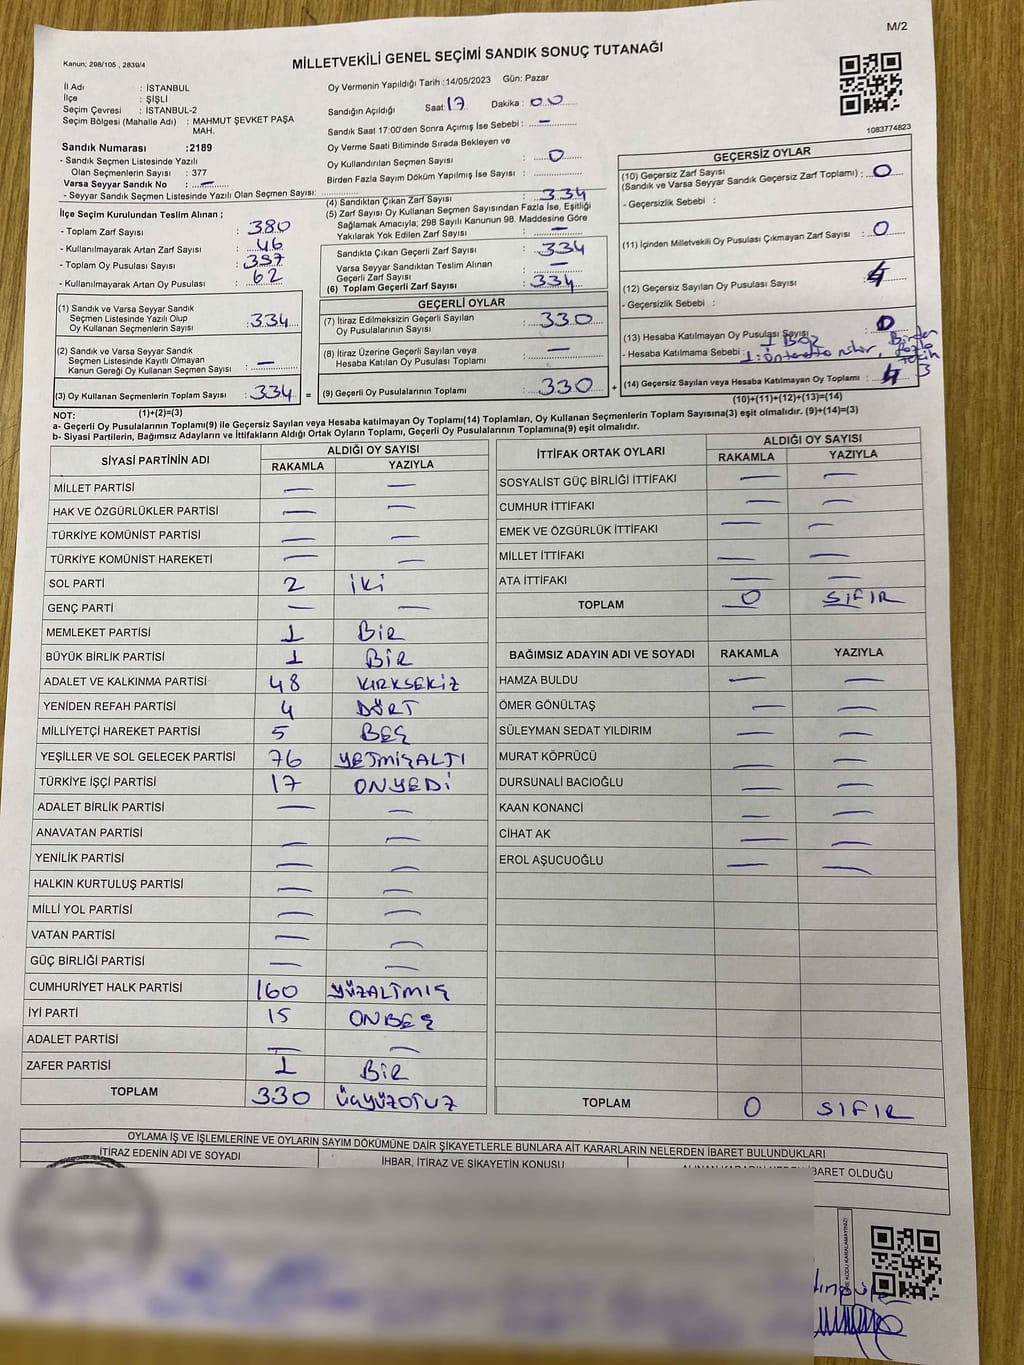 M/2
Kanun; 298/105 , 2839/4
MİLLETVEKİLİ GENEL SEÇİMİ SANDIK SONUÇ TUTANAĞI
İl Adı : İSTANBUL
İlçe : ŞİŞLİ
Seçim Çevresi : İSTANBUL-2
Seçim Bölgesi (Mahalle Adı) : MAHMUT ŞEVKET PAŞA
MAH.
Sandık Numarası :2189
- Sandık Seçmen Listesinde Yazılı
Olan Seçmenlerin Sayısı : 377
Varsa Seyyar Sandık No : —
- Seyyar Sandık Seçmen Listesinde Yazılı Olan Seçmen Sayısı:
Oy Vermenin Yapıldığı Tarih :14/05/2023 Gün: Pazar
Sandığın Açıldığı Saat: 17 Dakika : 00
Sandık Saat 17:00'den Sonra Açımış İse Sebebi : —
Oy Verme Saati Bitiminde Sırada Bekleyen ve
Oy Kullandırılan Seçmen Sayısı : 0
Birden Fazla Sayım Döküm Yapılmış İse Sayısı :
1083774823
İlçe Seçim Kurulundan Teslim Alınan ;
- Toplam Zarf Sayısı : 380
- Kullanılmayarak Artan Zarf Sayısı : 46
- Toplam Oy Pusulası Sayısı : 397
- Kullanılmayarak Artan Oy Pusulası : 62
(1) Sandık ve Varsa Seyyar Sandık
Seçmen Listesinde Yazılı Olup
Oy Kullanan Seçmenlerin Sayısı : 334
(2) Sandık ve Varsa Seyyar Sandık
Seçmen Listesinde Kayıtlı Olmayan
Kanun Gereği Oy Kullanan Seçmen Sayısı : —
(3) Oy Kullanan Seçmenlerin Toplam Sayısı : 334 =
(1)+(2)=(3)
(4) Sandıktan Çıkan Zarf Sayısı : 334
(5) Zarf Sayısı Oy Kullanan Seçmen Sayısından Fazla İse, Eşitliği
Sağlamak Amacıyla; 298 Sayılı Kanunun 98. Maddesine Göre
Yakılarak Yok Edilen Zarf Sayısı : —
Sandıkta Çıkan Geçerli Zarf Sayısı : 334
Varsa Seyyar Sandıktan Teslim Alınan
Geçerli Zarf Sayısı : —
(6) Toplam Geçerli Zarf Sayısı : 334
GEÇERLİ OYLAR
(7) İtiraz Edilmeksizin Geçerli Sayılan
Oy Pusulalarının Sayısı : 330
(8) İtiraz Üzerine Geçerli Sayılan veya
Hesaba Katılan Oy Pusulası Toplamı : —
(9) Geçerli Oy Pusulalarının Toplamı : 330 +
GEÇERSİZ OYLAR
(10) Geçersiz Zarf Sayısı
(Sandık ve Varsa Seyyar Sandık Geçersiz Zarf Toplamı) : 0
- Geçersizlik Sebebi :
(11) İçinden Milletvekili Oy Pusulası Çıkmayan Zarf Sayısı : 0
(12) Geçersiz Sayılan Oy Pusulası Sayısı : 4
- Geçersizlik Sebebi :
(13) Hesaba Katılmayan Oy Pusulası Sayısı : 0
- Hesaba Katılmama Sebebi
(14) Geçersiz Sayılan veya Hesaba Katılmayan Oy Toplamı : 4
(10)+(11)+(12)+(13)=(14)
NOT:
a- Geçerli Oy Pusulalarının Toplamı(9) ile Geçersiz Sayılan veya Hesaba katılmayan Oy Toplamı(14) Toplamları, Oy Kullanan Seçmenlerin Toplam Sayısına(3) eşit olmalıdır. (9)+(14)=(3)
b- Siyasi Partilerin, Bağımsız Adayların ve İttifakların Aldığı Ortak Oyların Toplamı, Geçerli Oy Pusulalarının Toplamına(9) eşit olmalıdır.
SİYASİ PARTİNİN ADI ALDIĞI OY SAYISI
RAKAMLA YAZIYLA
MİLLET PARTİSİ — —
HAK VE ÖZGÜRLÜKLER PARTİSİ — —
TÜRKİYE KOMÜNİST PARTİSİ — —
TÜRKİYE KOMÜNİST HAREKETİ — —
SOL PARTİ 2 İKİ
GENÇ PARTİ — —
MEMLEKET PARTİSİ 1 BİR
BÜYÜK BİRLİK PARTİSİ 1 BİR
ADALET VE KALKINMA PARTİSİ 48 KIRKSEKİZ
YENİDEN REFAH PARTİSİ 4 DÖRT
MİLLİYETÇİ HAREKET PARTİSİ 5 BEŞ
YEŞİLLER VE SOL GELECEK PARTİSİ 76 YETMİŞALTI
TÜRKİYE İŞÇİ PARTİSİ 17 ONYEDİ
ADALET BİRLİK PARTİSİ — —
ANAVATAN PARTİSİ — —
YENİLİK PARTİSİ — —
HALKIN KURTULUŞ PARTİSİ — —
MİLLİ YOL PARTİSİ — —
VATAN PARTİSİ — —
GÜÇ BİRLİĞİ PARTİSİ — —
CUMHURİYET HALK PARTİSİ 160 YÜZALTMIŞ
İYİ PARTİ 15 ONBEŞ
ADALET PARTİSİ — —
ZAFER PARTİSİ 1 BİR
TOPLAM 330 ÜÇYÜZOTUZ
İTTİFAK ORTAK OYLARI ALDIĞI OY SAYISI
RAKAMLA YAZIYLA
SOSYALİST GÜÇ BİRLİĞİ İTTİFAKI — —
CUMHUR İTTİFAKI — —
EMEK VE ÖZGÜRLÜK İTTİFAKI — —
MİLLET İTTİFAKI — —
ATA İTTİFAKI — —
TOPLAM 0 SIFIR
BAĞIMSIZ ADAYIN ADI VE SOYADI RAKAMLA YAZIYLA
HAMZA BULDU — —
ÖMER GÖNÜLTAŞ — —
SÜLEYMAN SEDAT YILDIRIM — —
MURAT KÖPRÜCÜ — —
DURSUNALİ BACIOĞLU — —
KAAN KONANCİ — —
CİHAT AK — —
EROL AŞUCUOĞLU — —
TOPLAM 0 SIFIR
OYLAMA İŞ VE İŞLEMLERİNE VE OYLARIN SAYIM DÖKÜMÜNE DAİR ŞİKAYETLERLE BUNLARA AİT KARARLARIN NELERDEN İBARET BULUNDUKLARI
İTİRAZ EDENİN ADI VE SOYADI İHBAR, İTİRAZ VE ŞİKAYETİN KONUSU ALINAN KARARIN NEDEN İBARET OLDUĞU